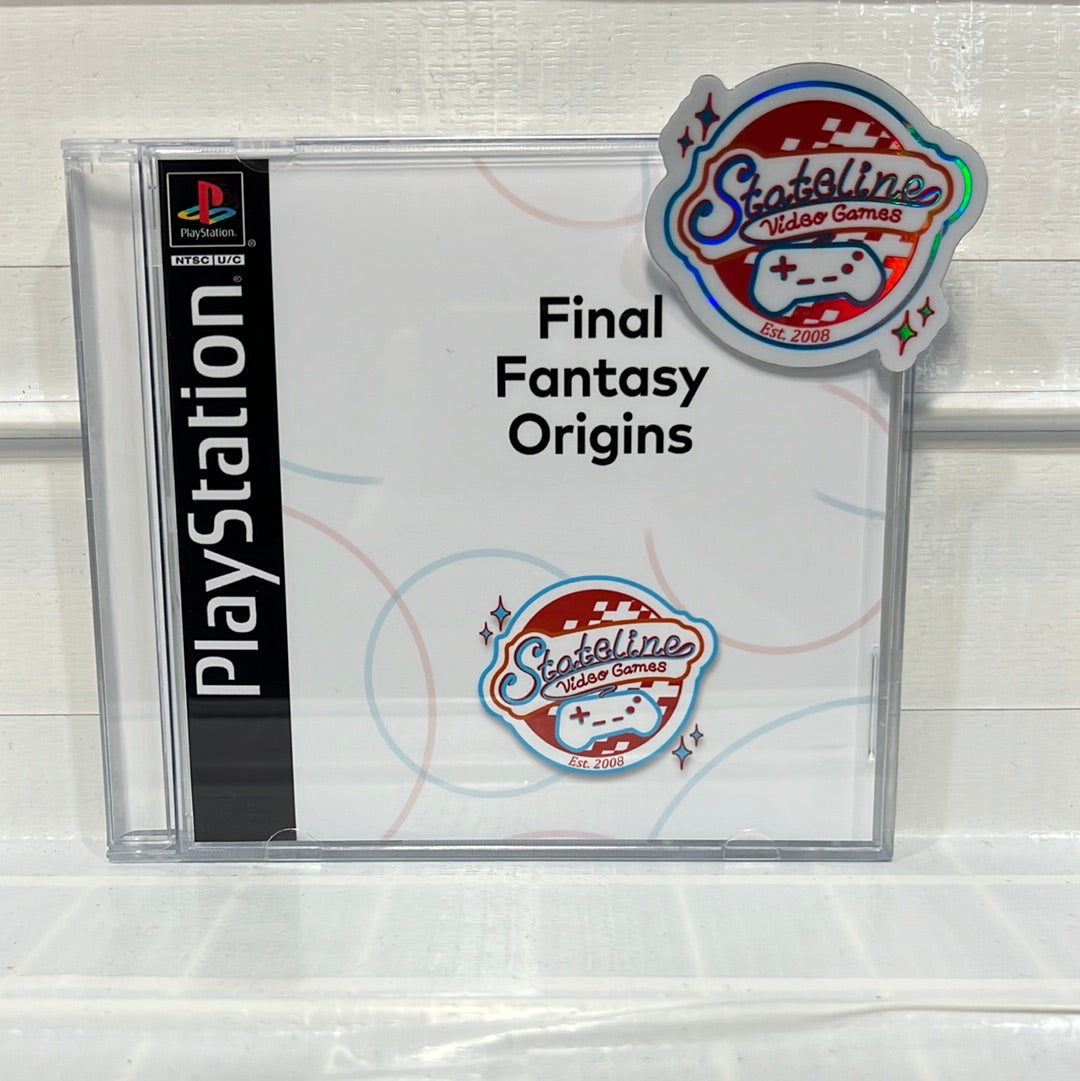 PlayStation
®
NTSC U/C
PlayStation®
Final
Fantasy
Origins
Stateline
Video Games
Est. 2008
Stateline
Video Games
Est. 2008